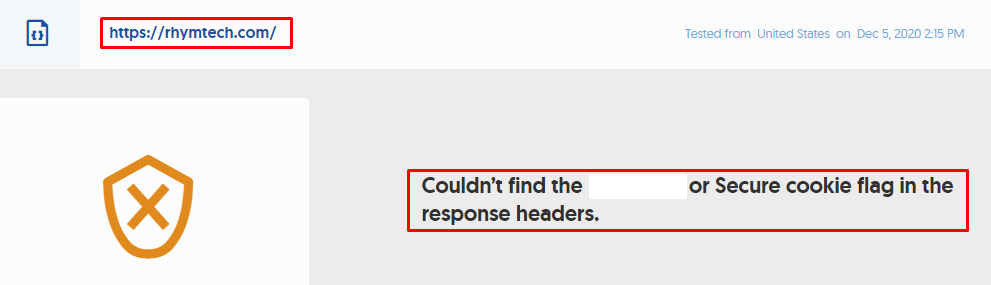 {}
https://rhymtech.com/
Tested from United States on Dec 5, 2020 2:15 PM
Couldn't find the or Secure cookie flag in the
response headers.